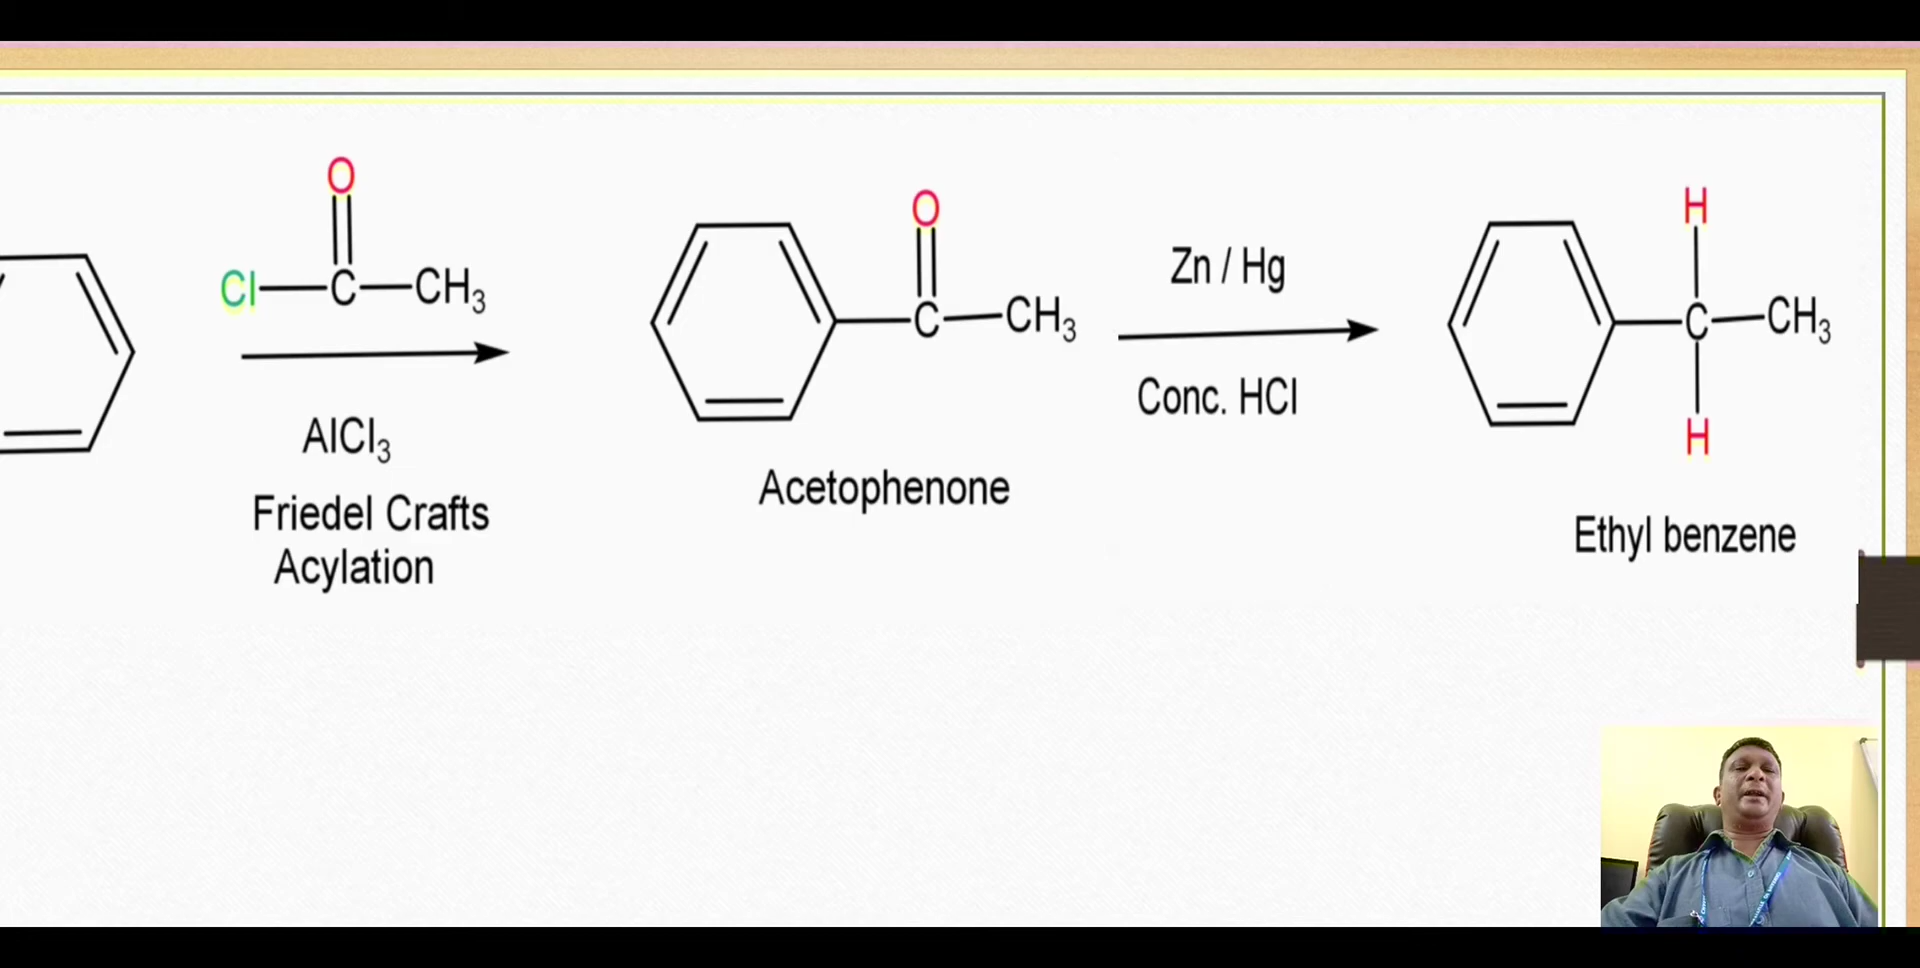 O
Cl—C—CH₃
AlCl₃
Friedel Crafts
Acylation
O
C—CH₃
Acetophenone
Zn / Hg
Conc. HCl
H
C—CH₃
H
Ethyl benzene